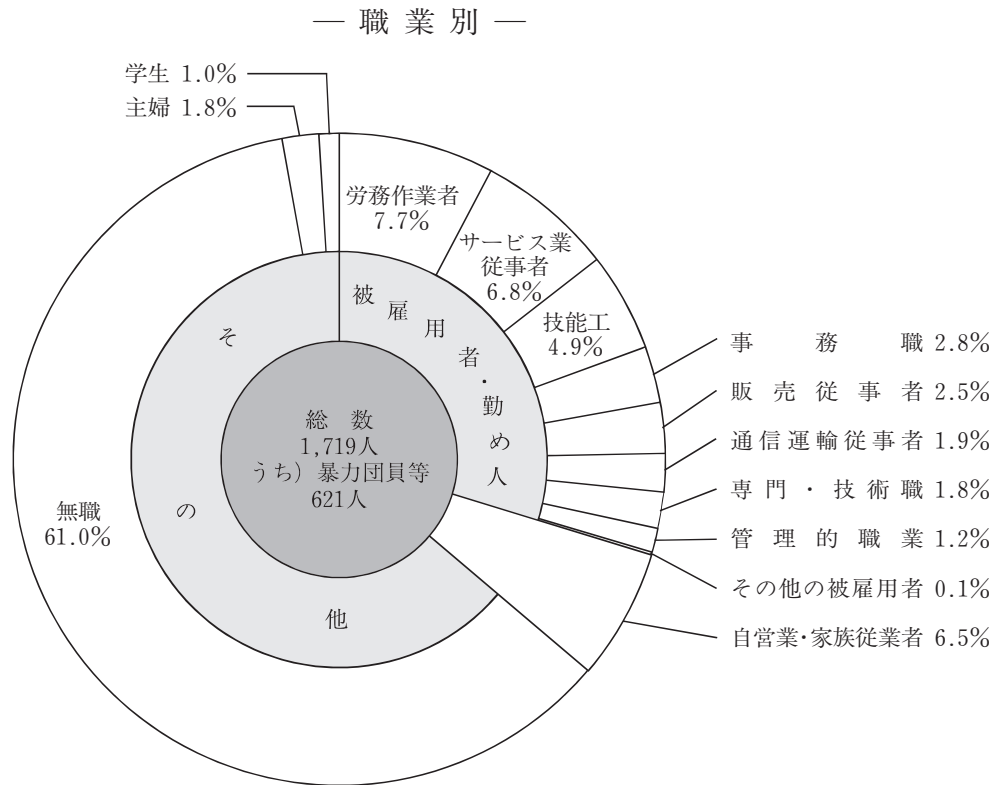 ― 職業別 ―
学生 1.0%
主婦 1.8%
労務作業者
7.7%
サービス業
従事者
6.8%
技能工
4.9%
事務職 2.8%
販売従事者 2.5%
通信運輸従事者 1.9%
専門・技術職 1.8%
管理的職業 1.2%
その他の被雇用者 0.1%
自営業・家族従業者 6.5%
無職
61.0%
被雇用者・勤め人
その他
総数
1,719人
うち）暴力団員等
621人